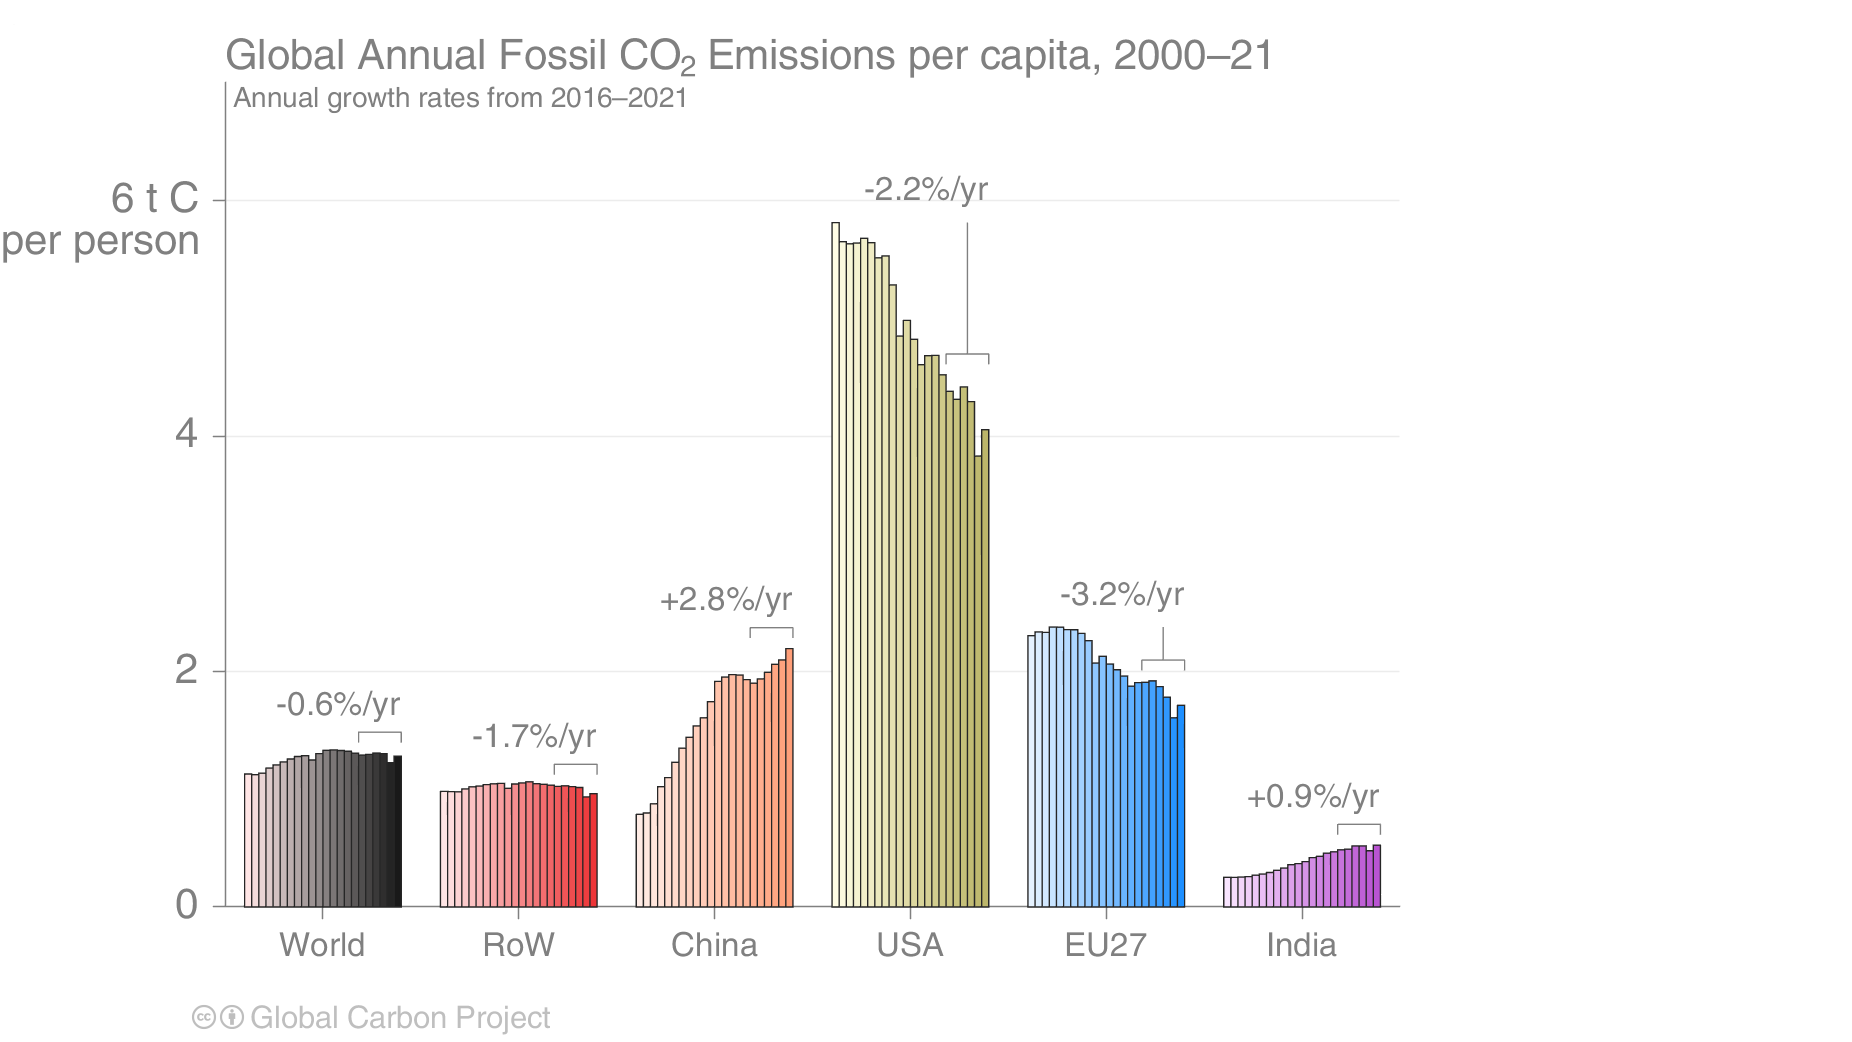 Global Annual Fossil CO₂ Emissions per capita, 2000–21
Annual growth rates from 2016–2021
6 t C
per person
4
2
0
-0.6%/yr
-1.7%/yr
+2.8%/yr
-2.2%/yr
-3.2%/yr
+0.9%/yr
World
RoW
China
USA
EU27
India
cc Global Carbon Project